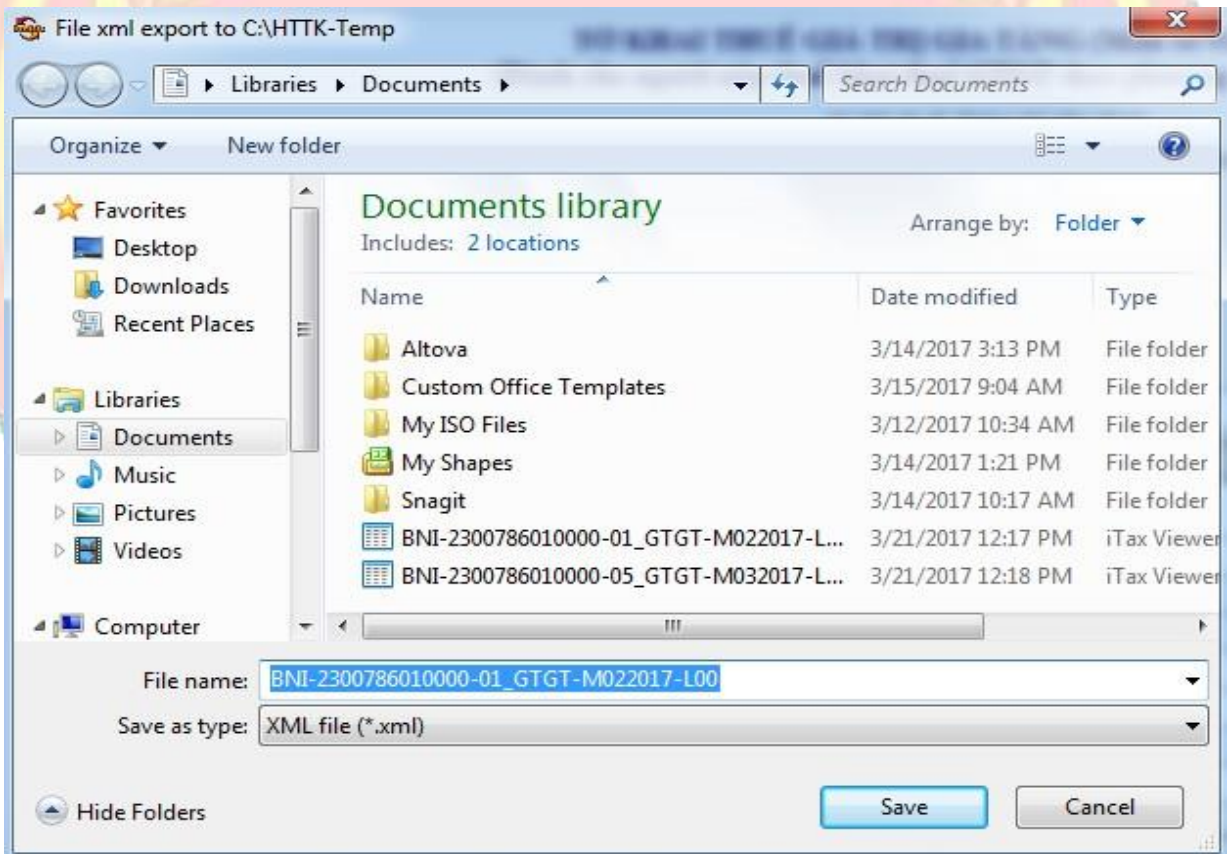 File xml export to C:\HTTK-Temp
Libraries Documents
Search Documents
Organize New folder
Favorites
Desktop
Downloads
Recent Places
Libraries
Documents
Music
Pictures
Videos
Computer
Documents library
Includes: 2 locations
Arrange by: Folder
Name Date modified Type
Altova 3/14/2017 3:13 PM File folder
Custom Office Templates 3/15/2017 9:04 AM File folder
My ISO Files 3/12/2017 10:34 AM File folder
My Shapes 3/14/2017 1:21 PM File folder
Snagit 3/14/2017 10:17 AM File folder
BNI-2300786010000-01_GTGT-M022017-L... 3/21/2017 12:17 PM iTax Viewer
BNI-2300786010000-05_GTGT-M032017-L... 3/21/2017 12:18 PM iTax Viewer
File name: BNI-2300786010000-01_GTGT-M022017-L00
Save as type: XML file (*.xml)
Hide Folders
Save Cancel